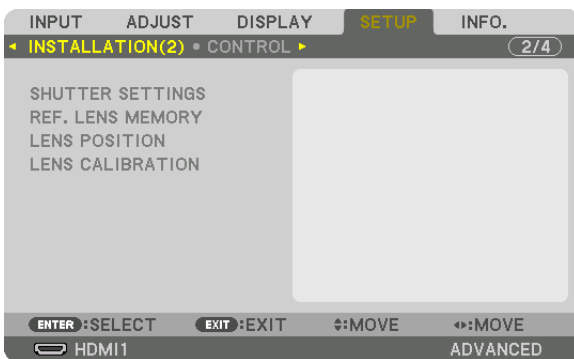 INPUT ADJUST DISPLAY SETUP INFO.
INSTALLATION(2) • CONTROL 2/4
SHUTTER SETTINGS
REF. LENS MEMORY
LENS POSITION
LENS CALIBRATION
ENTER :SELECT EXIT :EXIT :MOVE :MOVE
HDMI1 ADVANCED